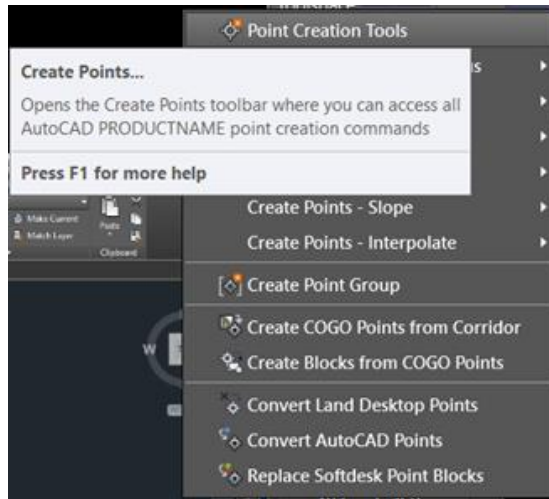 Point Creation Tools
Create Points...
Opens the Create Points toolbar where you can access all
AutoCAD PRODUCTNAME point creation commands
Press F1 for more help
Make Current
Match Layer
Paste
Clipboard
Create Points - Slope
Create Points - Interpolate
Create Point Group
Create COGO Points from Corridor
W
Create Blocks from COGO Points
Convert Land Desktop Points
Convert AutoCAD Points
Replace Softdesk Point Blocks